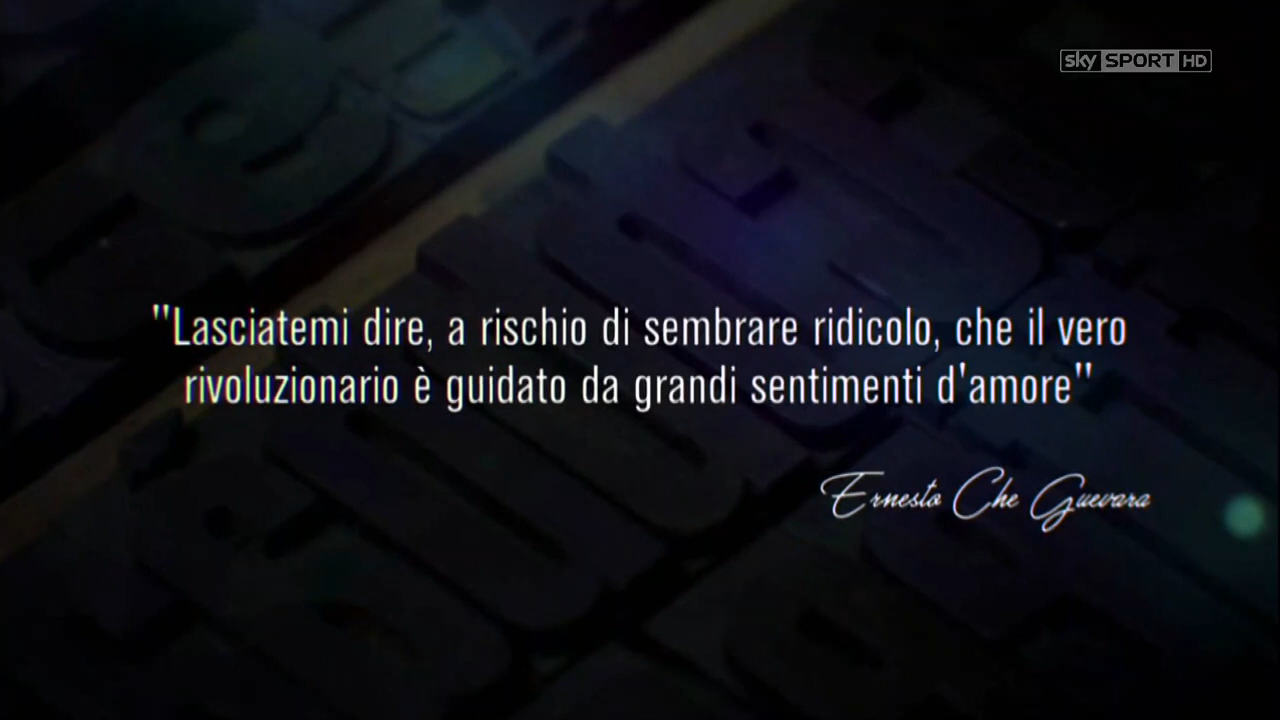 sky SPORT HD
"Lasciatemi dire, a rischio di sembrare ridicolo, che il vero
rivoluzionario è guidato da grandi sentimenti d'amore"
Ernesto Che Guevara